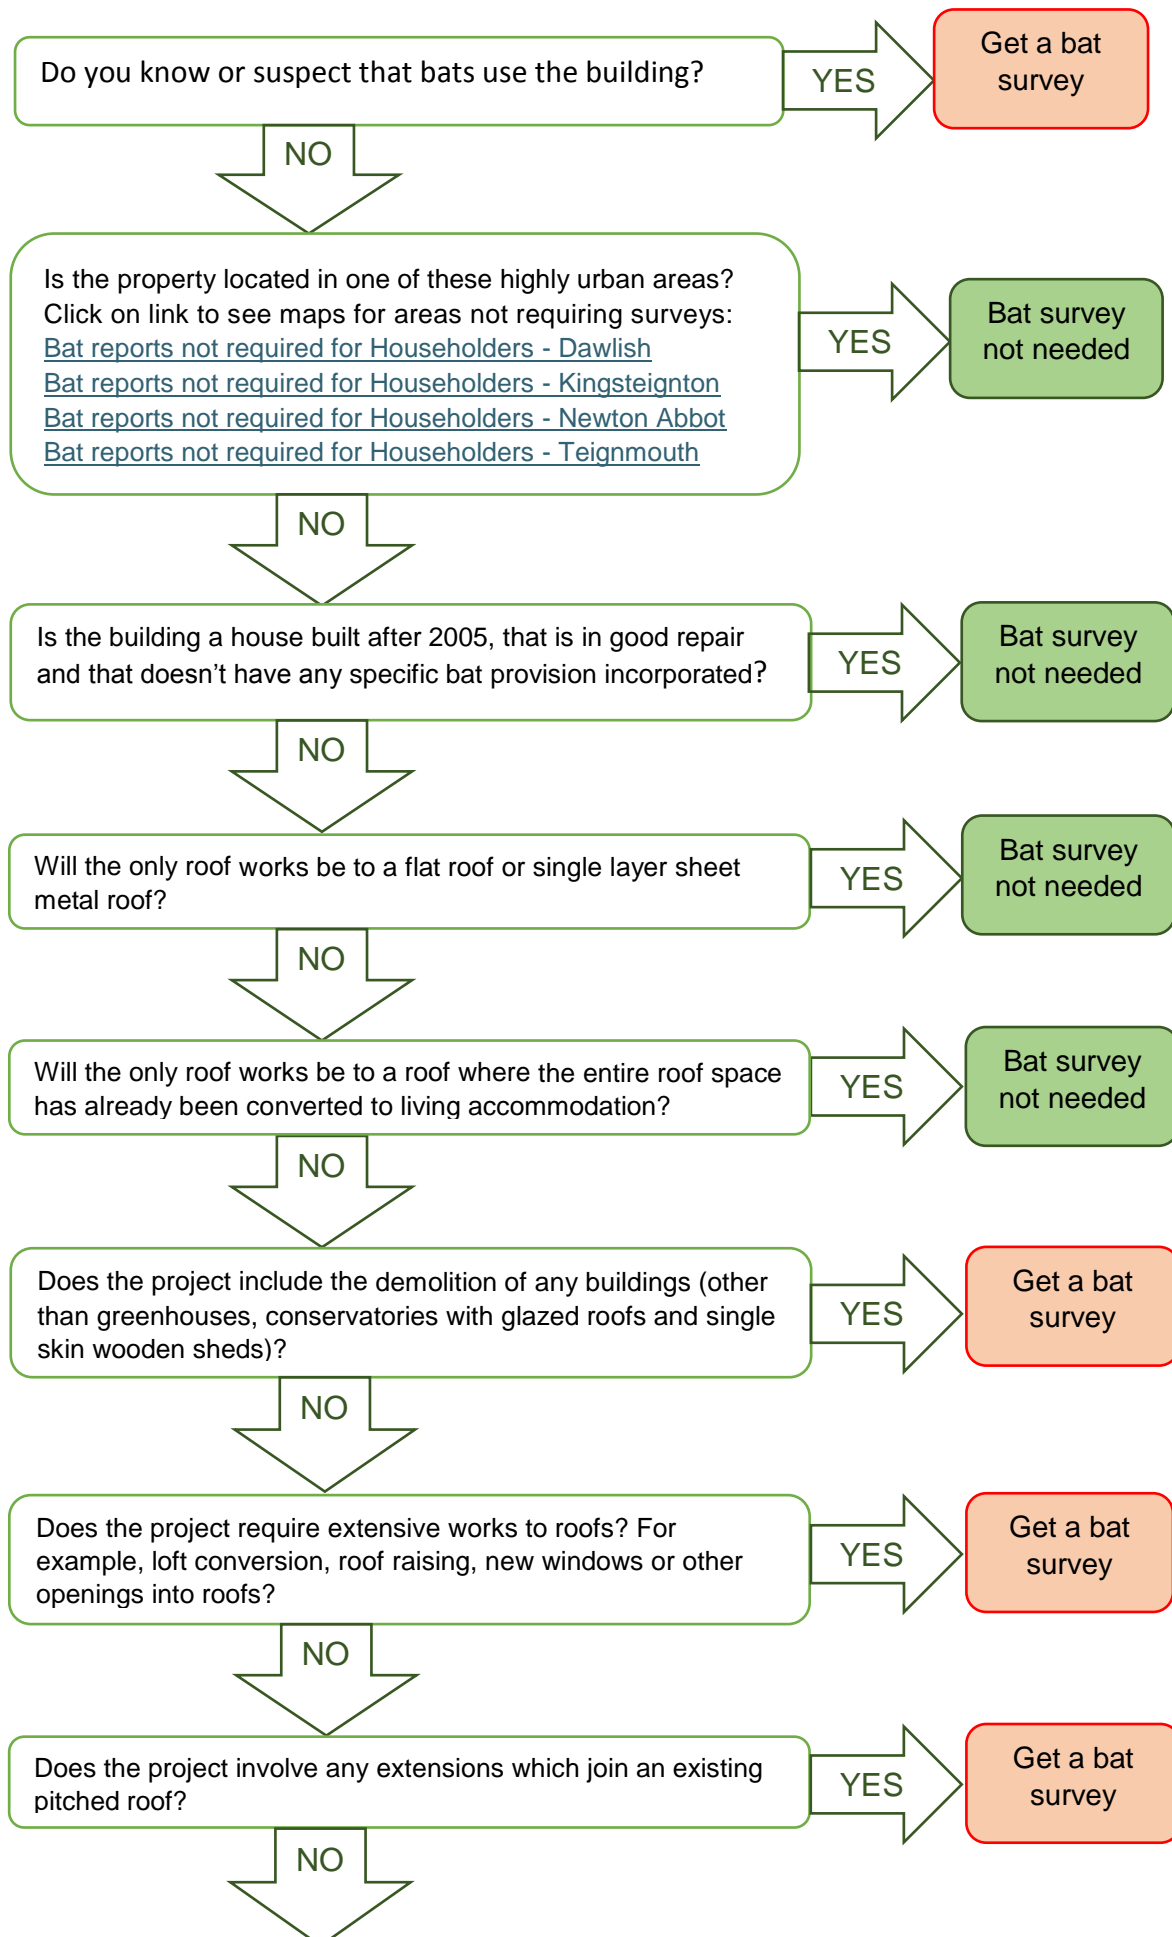 Do you know or suspect that bats use the building?
YES
Get a bat
survey
NO
Is the property located in one of these highly urban areas?
Click on link to see maps for areas not requiring surveys:
Bat reports not required for Householders - Dawlish
Bat reports not required for Householders - Kingsteignton
Bat reports not required for Householders - Newton Abbot
Bat reports not required for Householders - Teignmouth
YES
Bat survey
not needed
NO
Is the building a house built after 2005, that is in good repair
and that doesn’t have any specific bat provision incorporated?
YES
Bat survey
not needed
NO
Will the only roof works be to a flat roof or single layer sheet
metal roof?
YES
Bat survey
not needed
NO
Will the only roof works be to a roof where the entire roof space
has already been converted to living accommodation?
YES
Bat survey
not needed
NO
Does the project include the demolition of any buildings (other
than greenhouses, conservatories with glazed roofs and single
skin wooden sheds)?
YES
Get a bat
survey
NO
Does the project require extensive works to roofs? For
example, loft conversion, roof raising, new windows or other
openings into roofs?
YES
Get a bat
survey
NO
Does the project involve any extensions which join an existing
pitched roof?
YES
Get a bat
survey
NO